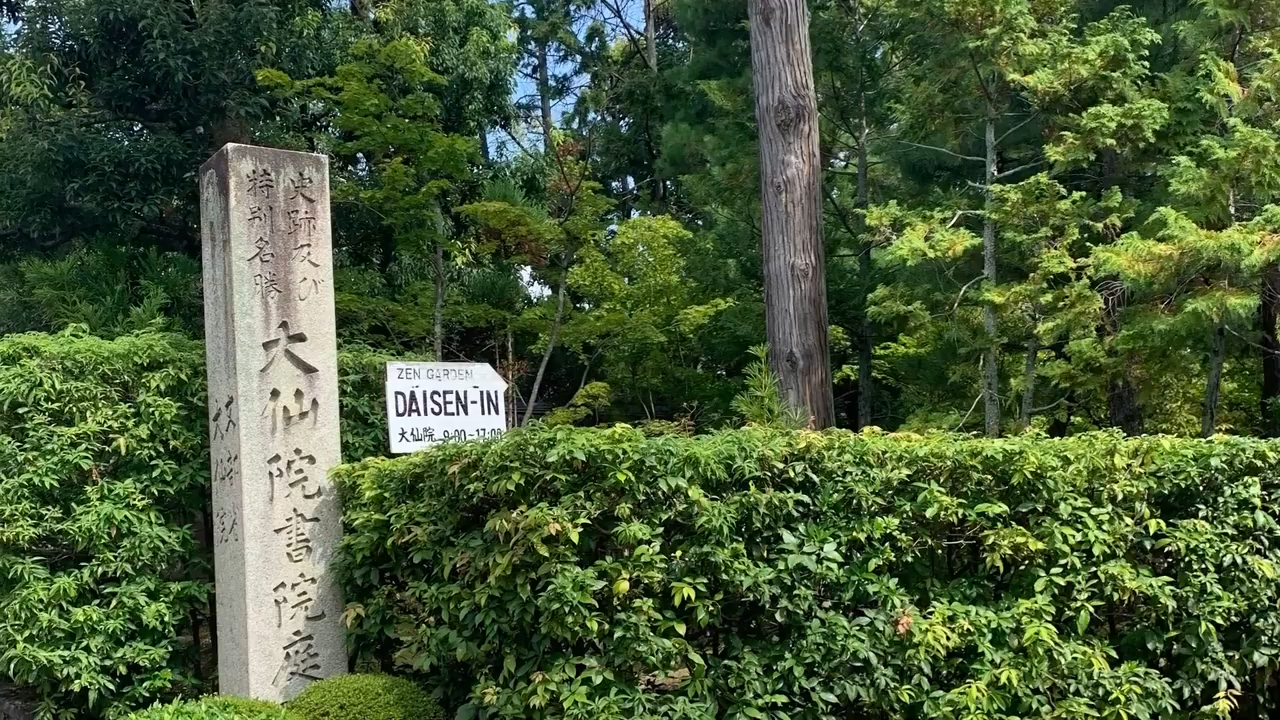 史跡及び
特別名勝
大仙院書院庭園
ZEN GARDEN
DAISEN-IN
大仙院 9:00-17:00